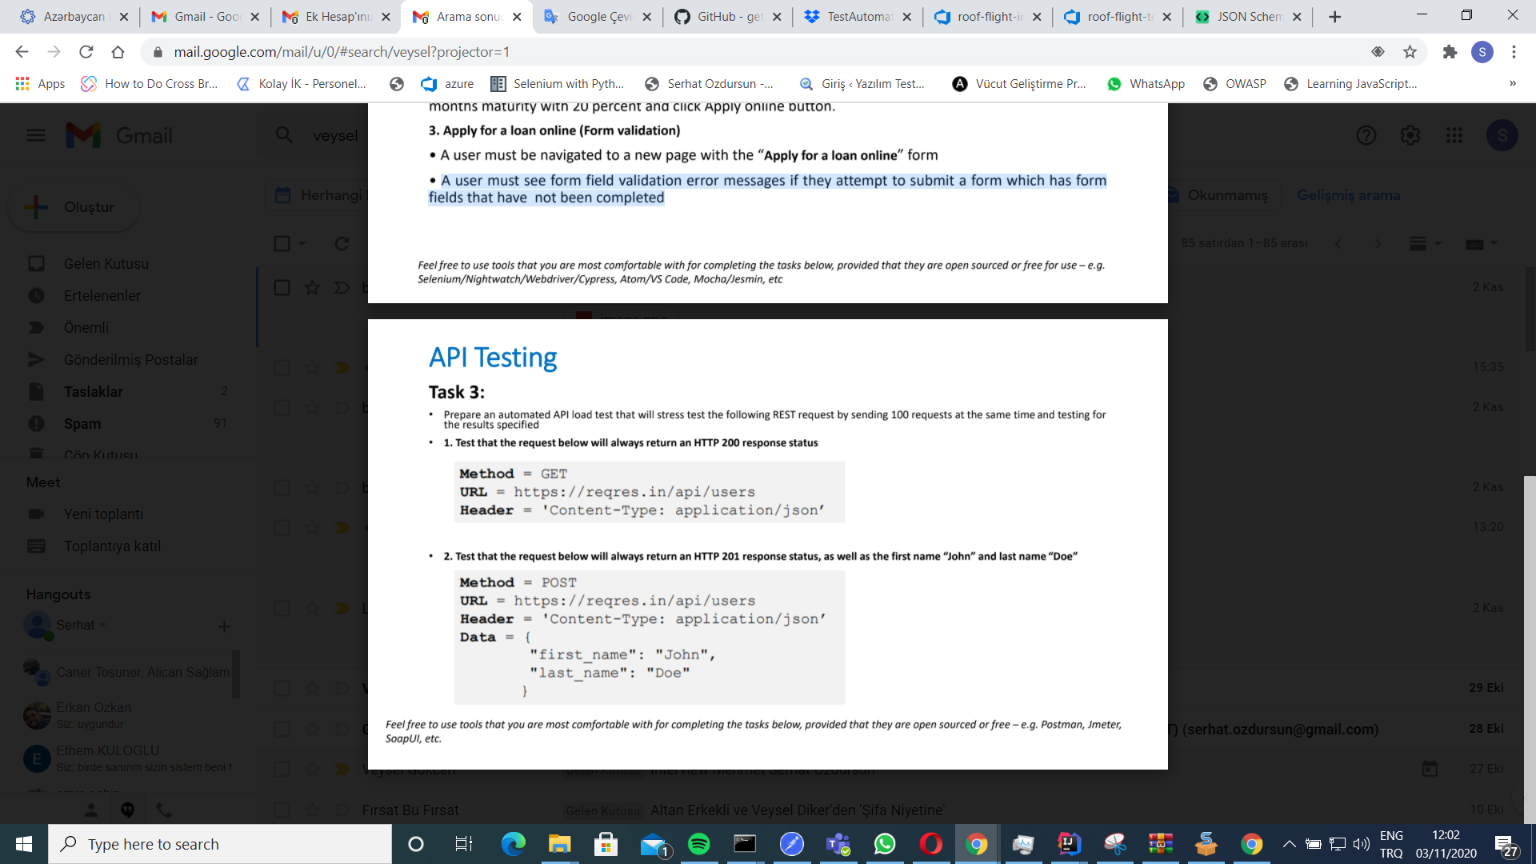 Azərbaycan
Gmail - Goo
Ek Hesap'ını
Arama sonu
Google Çevi
GitHub - get
TestAutomat
roof-flight-in
roof-flight-te
JSON Schem
mail.google.com/mail/u/0/#search/veysel?projector=1
S
Apps
How to Do Cross Br...
Kolay İK - Personel...
azure
Selenium with Pyth...
Serhat Ozdursun -...
Giriş ‹ Yazılım Test...
Vücut Geliştirme Pr...
WhatsApp
OWASP
Learning JavaScript...
»
Gmail
veysel
S
Oluştur
Herhangi
Okunmamış
Gelişmiş arama
85 satırdan 1–85 arası
Gelen Kutusu
Ertelenenler
Önemli
Gönderilmiş Postalar
Taslaklar 2
Spam 91
Çöp Kutusu
Meet
Yeni toplantı
Toplantıya katıl
Hangouts
Serhat
Caner Tosuner, Alican Sağlam
Erkan Özkan
Siz: uygundur
E
Ethem KULOĞLU
Siz: birde sanırım sizin sistem beni t
months maturity with 20 percent and click Apply online button.
3. Apply for a loan online (Form validation)
• A user must be navigated to a new page with the “Apply for a loan online” form
• A user must see form field validation error messages if they attempt to submit a form which has form
fields that have not been completed
Feel free to use tools that you are most comfortable with for completing the tasks below, provided that they are open sourced or free for use – e.g.
Selenium/Nightwatch/Webdriver/Cypress, Atom/VS Code, Mocha/Jesmin, etc
API Testing
Task 3:
• Prepare an automated API load test that will stress test the following REST request by sending 100 requests at the same time and testing for
the results specified
• 1. Test that the request below will always return an HTTP 200 response status
Method = GET
URL = https://reqres.in/api/users
Header = 'Content-Type: application/json’
• 2. Test that the request below will always return an HTTP 201 response status, as well as the first name “John” and last name “Doe”
Method = POST
URL = https://reqres.in/api/users
Header = 'Content-Type: application/json’
Data = {
"first_name": "John",
"last_name": "Doe"
}
Feel free to use tools that you are most comfortable with for completing the tasks below, provided that they are open sourced or free – e.g. Postman, Jmeter,
SoapUI, etc.
2 Kas
15:35
2 Kas
2 Kas
13:20
2 Kas
29 Eki
T) (serhat.ozdursun@gmail.com) 28 Eki
Veysel Gökcen Gelen Kutusu Interview Mehmet Serhat Özdursun 27 Eki
Fırsat Bu Fırsat Gelen Kutusu Altan Erkekli ve Veysel Diker'den 'Şifa Niyetine' 10 Eki
Type here to search
1
ENG
TRQ
12:02
03/11/2020
27